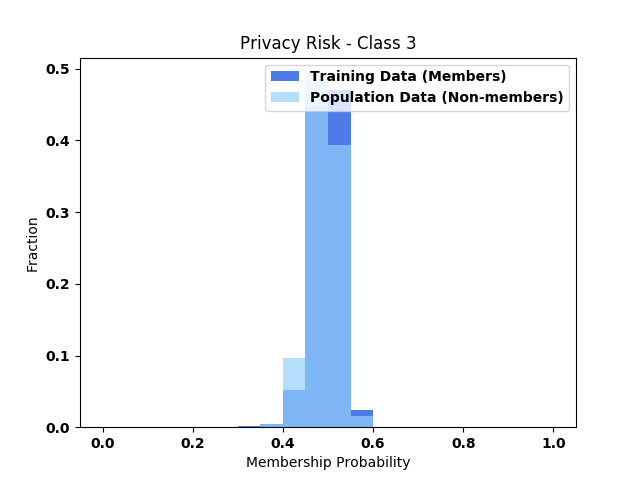 Privacy Risk - Class 3
Training Data (Members)
Population Data (Non-members)
0.5
0.4
0.3
0.2
0.1
0.0
Fraction
0.0 0.2 0.4 0.6 0.8 1.0
Membership Probability